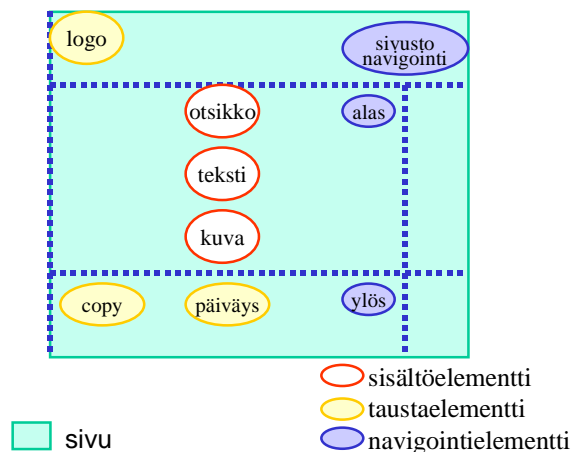 logo
sivusto
navigointi
otsikko
alas
teksti
kuva
copy
päiväys
ylös
sisältöelementti
taustaelementti
sivu
navigointielementti